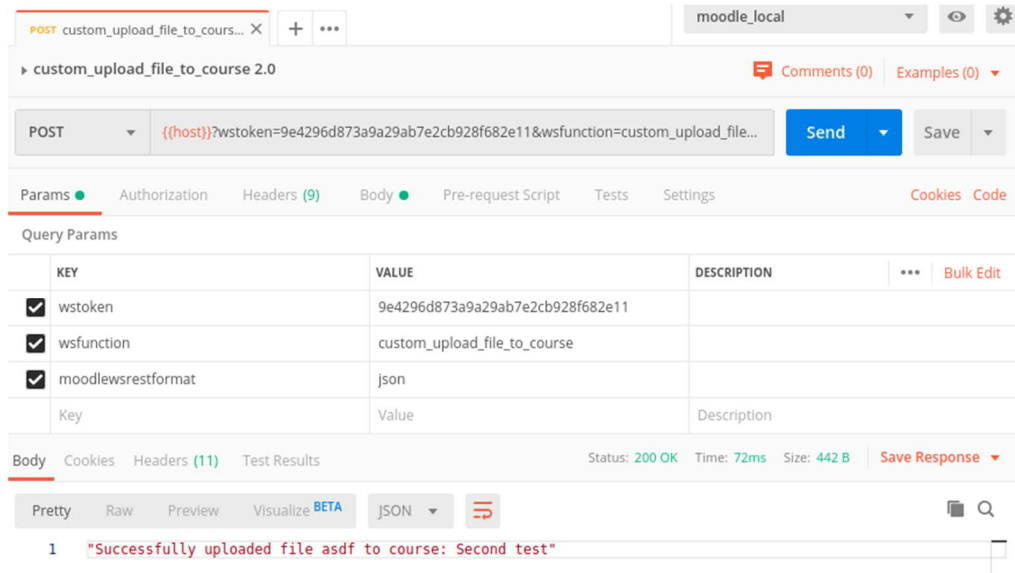 POST custom_upload_file_to_cours...
moodle_local
custom_upload_file_to_course 2.0
Comments (0) Examples (0)
POST {{host}}?wstoken=9e4296d873a9a29ab7e2cb928f682e11&wsfunction=custom_upload_file... Send Save
Params Authorization Headers (9) Body Pre-request Script Tests Settings Cookies Code
Query Params
KEY VALUE DESCRIPTION Bulk Edit
wstoken 9e4296d873a9a29ab7e2cb928f682e11
wsfunction custom_upload_file_to_course
moodlewsrestformat json
Key Value Description
Body Cookies Headers (11) Test Results Status: 200 OK Time: 72ms Size: 442 B Save Response
Pretty Raw Preview Visualize BETA JSON
1 "Successfully uploaded file asdf to course: Second test"